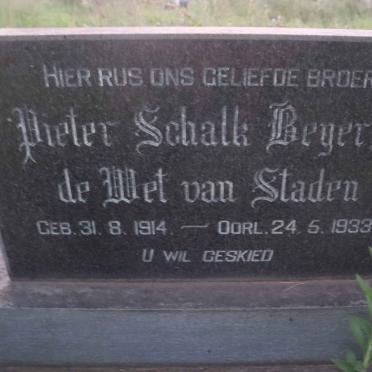 HIER RUS ONS GELIEFDE BROER
Pieter Schalk Beyer
de Wet van Staden
GEB. 31. 8. 1914. — OORL. 24. 5. 1933
U WIL GESKIED